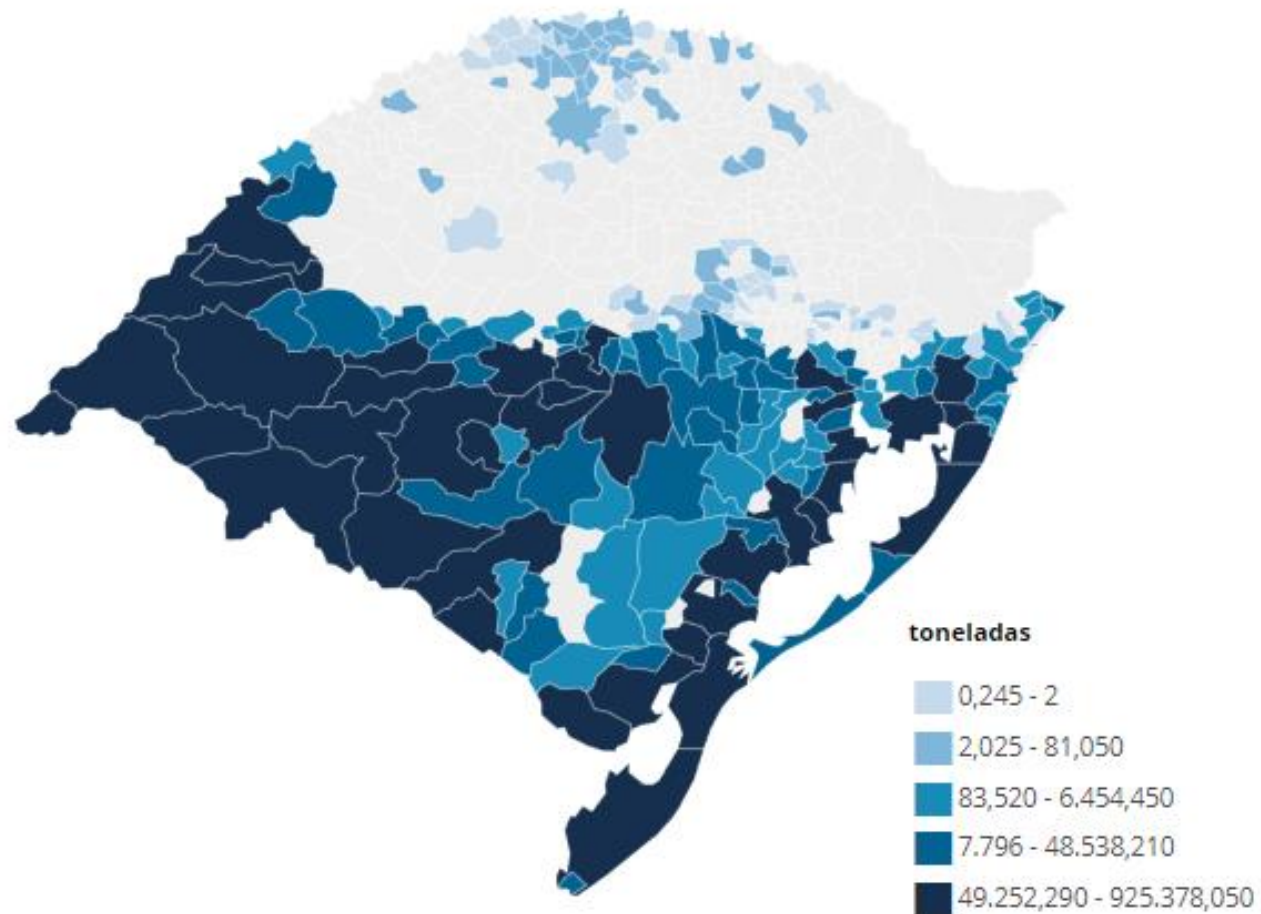 toneladas
0,245 - 2
2,025 - 81,050
83,520 - 6.454,450
7.796 - 48.538,210
49.252,290 - 925.378,050